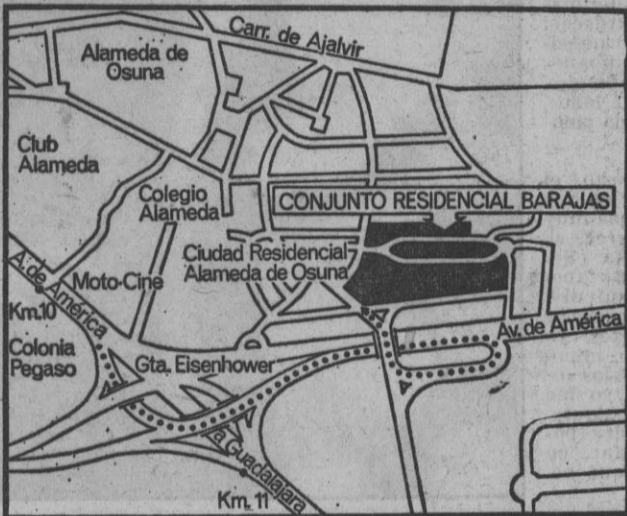 Carr. de Ajalvir
Alameda de
Osuna
Club
Alameda
Colegio
Alameda
CONJUNTO RESIDENCIAL BARAJAS
Ciudad Residencial
Alameda de Osuna
A. de América
Moto-Cine
Km.10
Av. de América
Colonia
Pegaso
Gta. Eisenhower
a Guadalajara
Km. 11